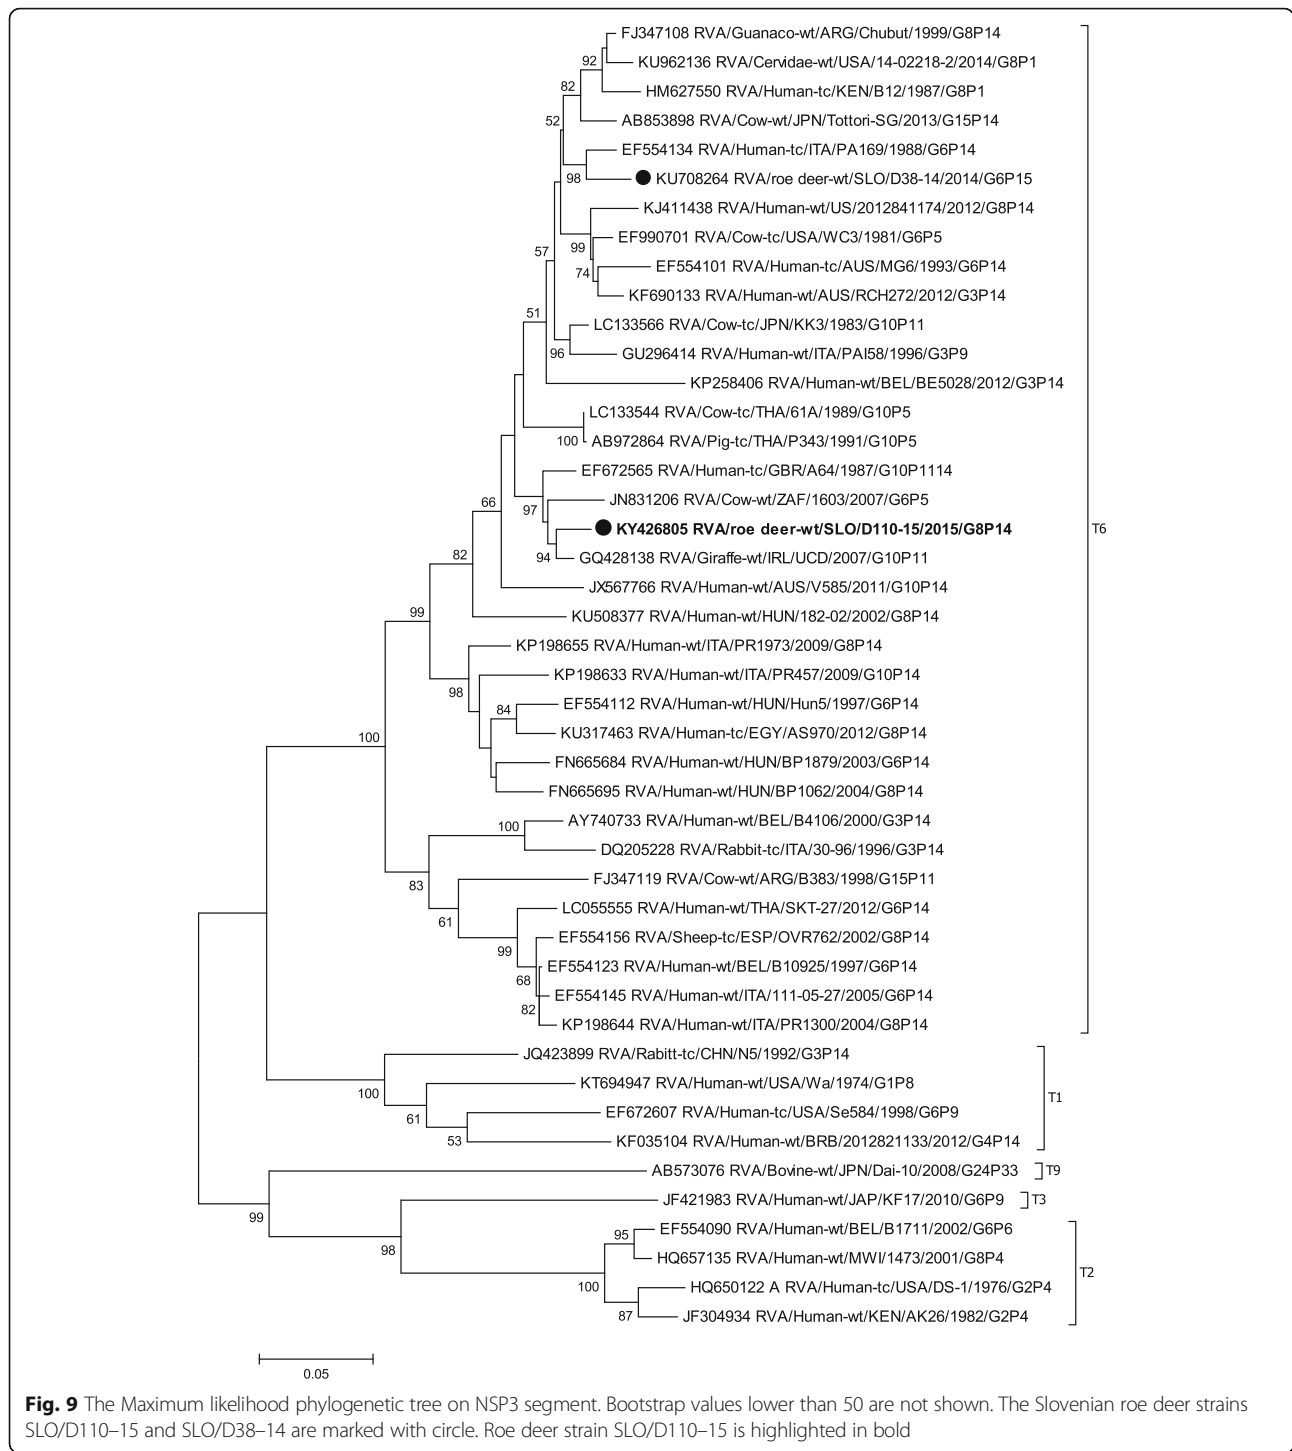 FJ347108 RVA/Guanaco-wt/ARG/Chubut/1999/G8P14
92
KU962136 RVA/Cervidae-wt/USA/14-02218-2/2014/G8P1
82
HM627550 RVA/Human-tc/KEN/B12/1987/G8P1
52
AB853898 RVA/Cow-wt/JPN/Tottori-SG/2013/G15P14
EF554134 RVA/Human-tc/ITA/PA169/1988/G6P14
98
KU708264 RVA/roe deer-wt/SLO/D38-14/2014/G6P15
KJ411438 RVA/Human-wt/US/2012841174/2012/G8P14
99
EF990701 RVA/Cow-tc/USA/WC3/1981/G6P5
57
74
EF554101 RVA/Human-tc/AUS/MG6/1993/G6P14
KF690133 RVA/Human-wt/AUS/RCH272/2012/G3P14
51
LC133566 RVA/Cow-tc/JPN/KK3/1983/G10P11
96
GU296414 RVA/Human-wt/ITA/PAI58/1996/G3P9
KP258406 RVA/Human-wt/BEL/BE5028/2012/G3P14
LC133544 RVA/Cow-tc/THA/61A/1989/G10P5
100
AB972864 RVA/Pig-tc/THA/P343/1991/G10P5
EF672565 RVA/Human-tc/GBR/A64/1987/G10P1114
66
97
JN831206 RVA/Cow-wt/ZAF/1603/2007/G6P5
KY426805 RVA/roe deer-wt/SLO/D110-15/2015/G8P14
T6
82
94
GQ428138 RVA/Giraffe-wt/IRL/UCD/2007/G10P11
JX567766 RVA/Human-wt/AUS/V585/2011/G10P14
99
KU508377 RVA/Human-wt/HUN/182-02/2002/G8P14
KP198655 RVA/Human-wt/ITA/PR1973/2009/G8P14
98
KP198633 RVA/Human-wt/ITA/PR457/2009/G10P14
84
EF554112 RVA/Human-wt/HUN/Hun5/1997/G6P14
100
KU317463 RVA/Human-tc/EGY/AS970/2012/G8P14
FN665684 RVA/Human-wt/HUN/BP1879/2003/G6P14
FN665695 RVA/Human-wt/HUN/BP1062/2004/G8P14
100
AY740733 RVA/Human-wt/BEL/B4106/2000/G3P14
DQ205228 RVA/Rabbit-tc/ITA/30-96/1996/G3P14
83
FJ347119 RVA/Cow-wt/ARG/B383/1998/G15P11
61
LC055555 RVA/Human-wt/THA/SKT-27/2012/G6P14
99
EF554156 RVA/Sheep-tc/ESP/OVR762/2002/G8P14
68
EF554123 RVA/Human-wt/BEL/B10925/1997/G6P14
82
EF554145 RVA/Human-wt/ITA/111-05-27/2005/G6P14
KP198644 RVA/Human-wt/ITA/PR1300/2004/G8P14
JQ423899 RVA/Rabitt-tc/CHN/N5/1992/G3P14
100
KT694947 RVA/Human-wt/USA/Wa/1974/G1P8
T1
61
EF672607 RVA/Human-tc/USA/Se584/1998/G6P9
53
KF035104 RVA/Human-wt/BRB/2012821133/2012/G4P14
AB573076 RVA/Bovine-wt/JPN/Dai-10/2008/G24P33
T9
JF421983 RVA/Human-wt/JAP/KF17/2010/G6P9
T3
99
98
95
EF554090 RVA/Human-wt/BEL/B1711/2002/G6P6
HQ657135 RVA/Human-wt/MWI/1473/2001/G8P4
T2
100
HQ650122 A RVA/Human-tc/USA/DS-1/1976/G2P4
87
JF304934 RVA/Human-wt/KEN/AK26/1982/G2P4
0.05
Fig. 9 The Maximum likelihood phylogenetic tree on NSP3 segment. Bootstrap values lower than 50 are not shown. The Slovenian roe deer strains
SLO/D110–15 and SLO/D38–14 are marked with circle. Roe deer strain SLO/D110–15 is highlighted in bold